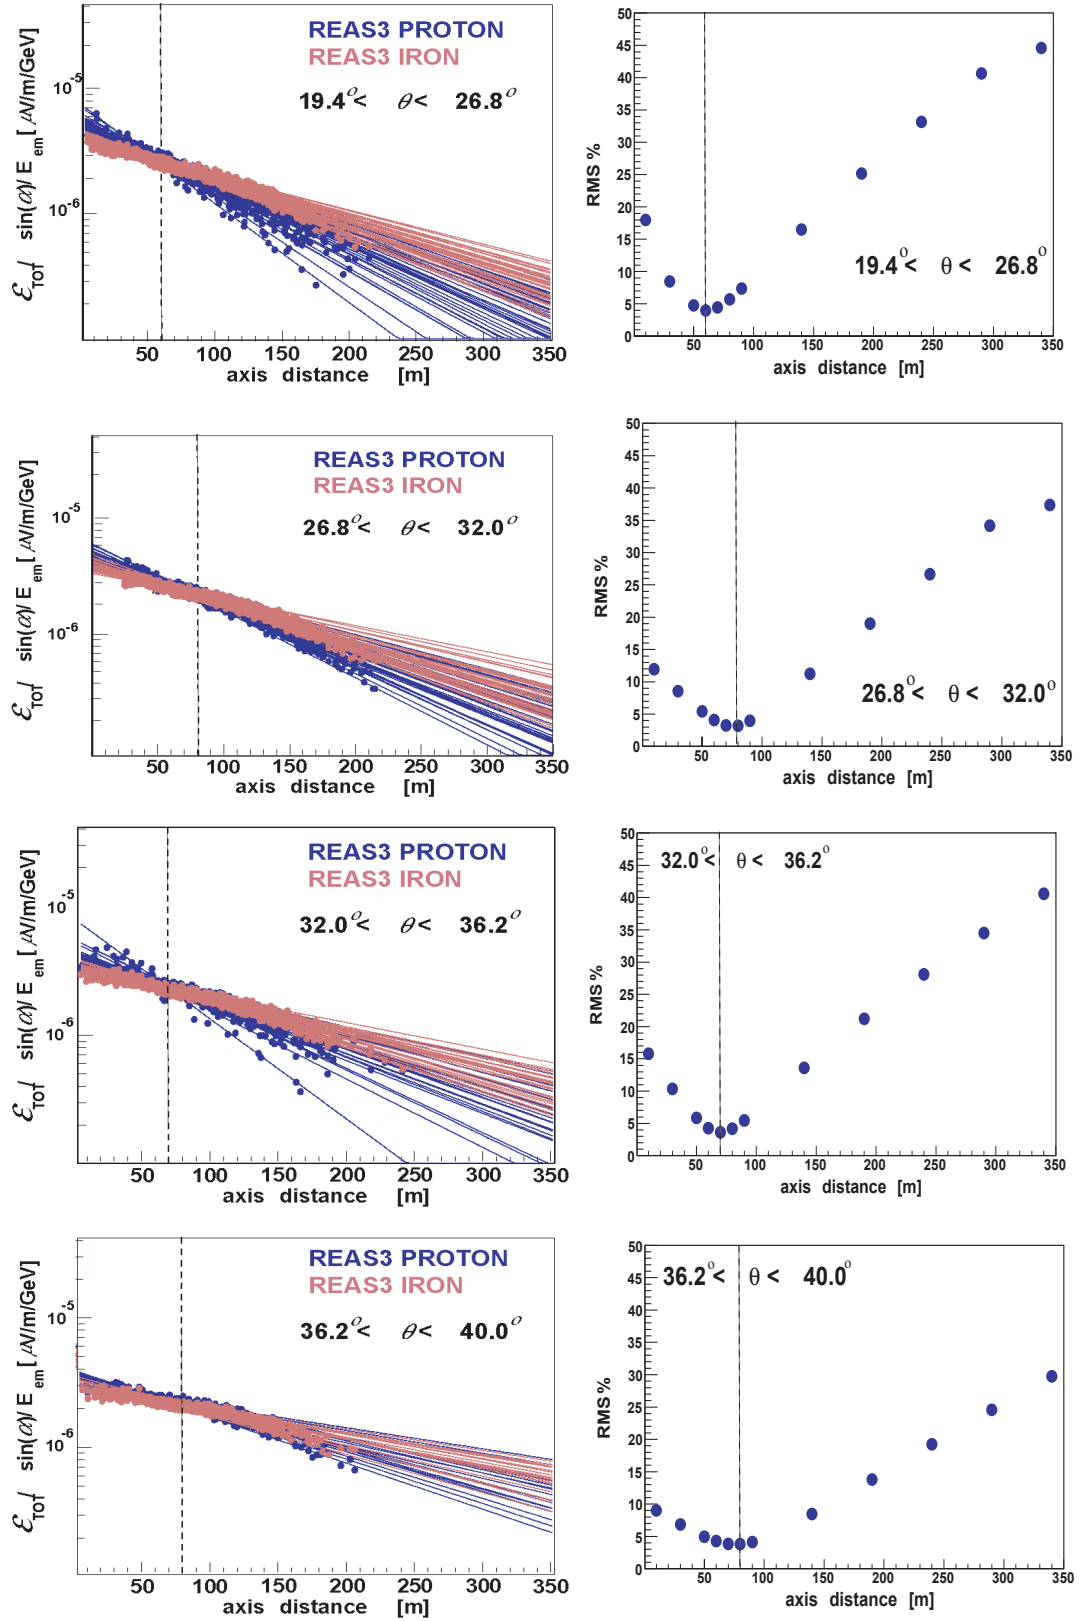 REAS3 PROTON
REAS3 IRON
19.4° < θ < 26.8°
10⁻⁵
10⁻⁶
ℰTOT/ sin(α)/ E em [ μV/m/GeV]
50 100 150 200 250 300 350
axis distance [m]
50
45
40
35
30
25
20
15
10
5
0
RMS %
19.4° < θ < 26.8°
50 100 150 200 250 300 350
axis distance [m]
REAS3 PROTON
REAS3 IRON
26.8° < θ < 32.0°
10⁻⁵
10⁻⁶
ℰTOT/ sin(α)/ E em [ μV/m/GeV]
50 100 150 200 250 300 350
axis distance [m]
50
45
40
35
30
25
20
15
10
5
0
RMS %
26.8° < θ < 32.0°
50 100 150 200 250 300 350
axis distance [m]
REAS3 PROTON
REAS3 IRON
32.0° < θ < 36.2°
10⁻⁵
10⁻⁶
ℰTOT/ sin(α)/ E em [ μV/m/GeV]
50 100 150 200 250 300 350
axis distance [m]
50
45
40
35
30
25
20
15
10
5
0
RMS %
32.0° < θ < 36.2°
50 100 150 200 250 300 350
axis distance [m]
REAS3 PROTON
REAS3 IRON
36.2° < θ < 40.0°
10⁻⁵
10⁻⁶
ℰTOT/ sin(α)/ E em [ μV/m/GeV]
50 100 150 200 250 300 350
axis distance [m]
50
45
40
35
30
25
20
15
10
5
0
RMS %
36.2° < θ < 40.0°
50 100 150 200 250 300 350
axis distance [m]